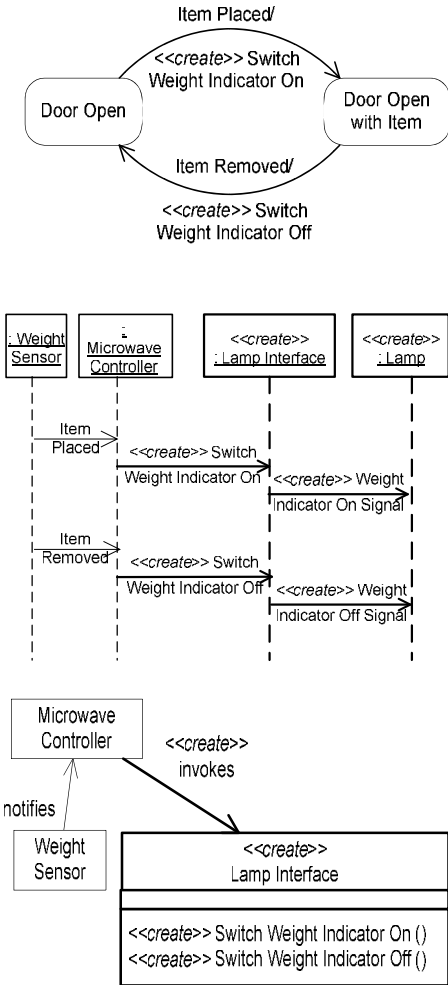 Item Placed/
<<create>> Switch
Weight Indicator On
Door Open
Door Open
with Item
Item Removed/
<<create>> Switch
Weight Indicator Off
: Weight
Sensor
:
Microwave
Controller
<<create>>
: Lamp Interface
<<create>>
: Lamp
Item
Placed
<<create>> Switch
Weight Indicator On
<<create>> Weight
Indicator On Signal
Item
Removed
<<create>> Switch
Weight Indicator Off
<<create>> Weight
Indicator Off Signal
Microwave
Controller
<<create>>
invokes
notifies
Weight
Sensor
<<create>>
Lamp Interface
<<create>> Switch Weight Indicator On ()
<<create>> Switch Weight Indicator Off ()